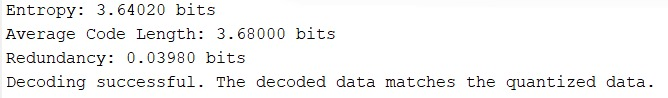 Entropy: 3.64020 bits
Average Code Length: 3.68000 bits
Redundancy: 0.03980 bits
Decoding successful. The decoded data matches the quantized data.